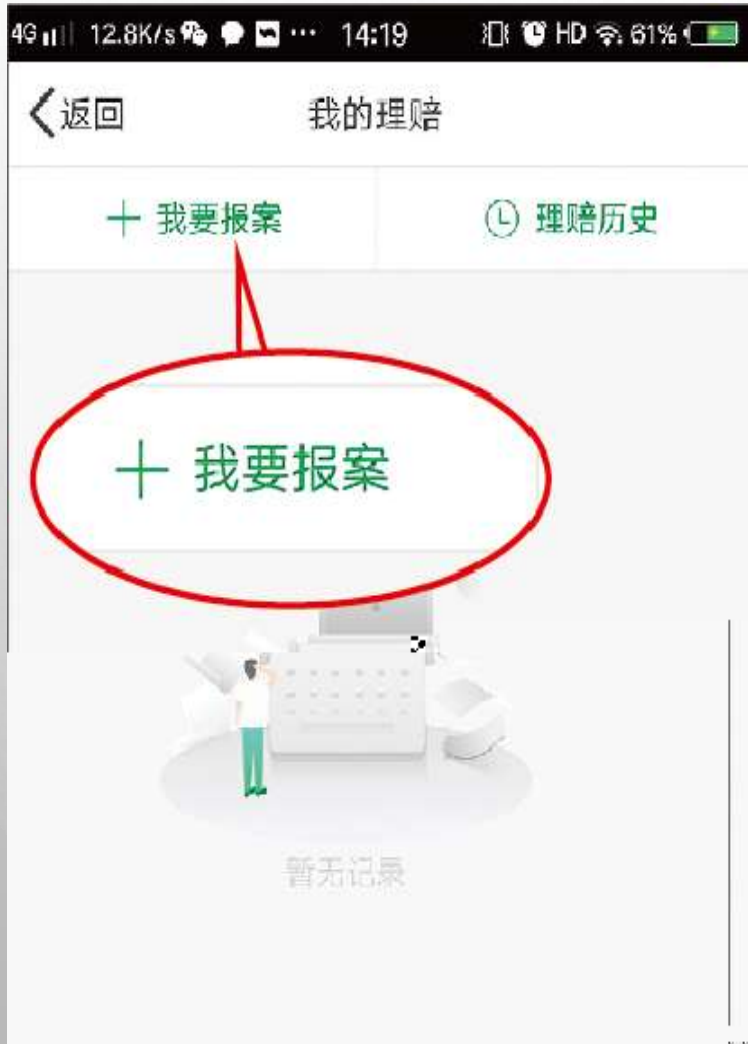 4G 12.8K/s ··· 14:19 HD 61%
返回 我的理赔
+ 我要报案 理赔历史
+ 我要报案
暂无记录